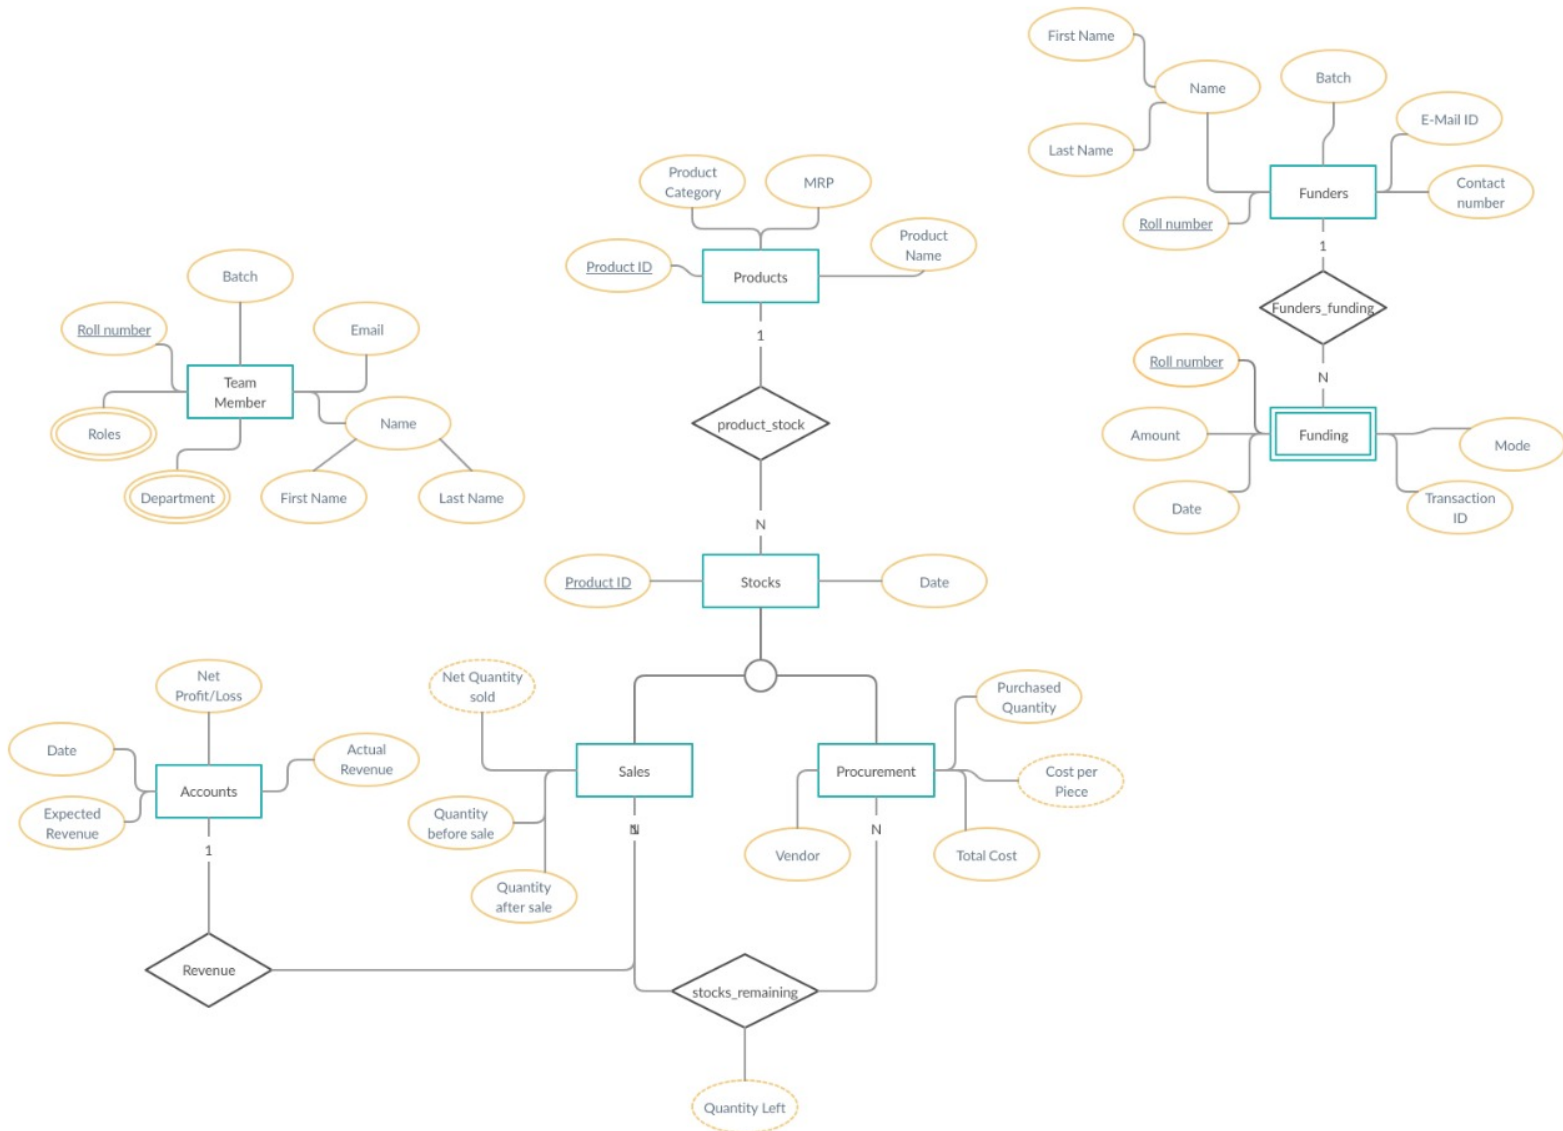 First Name
Name
Batch
E-Mail ID
Last Name
Contact
number
Funders
Roll number
1
Funders_funding
N
Roll number
Amount
Funding
Mode
Date
Transaction
ID
Product
Category
MRP
Product
Name
Product ID
Products
1
product_stock
N
Product ID
Stocks
Date
Batch
Roll number
Email
Team
Member
Roles
Name
Department
First Name
Last Name
Net
Profit/Loss
Date
Actual
Revenue
Accounts
Expected
Revenue
1
Revenue
Net Quantity
sold
Sales
Quantity
before sale
Quantity
after sale
N
Purchased
Quantity
Procurement
Cost per
Piece
Vendor
Total Cost
N
stocks_remaining
Quantity Left